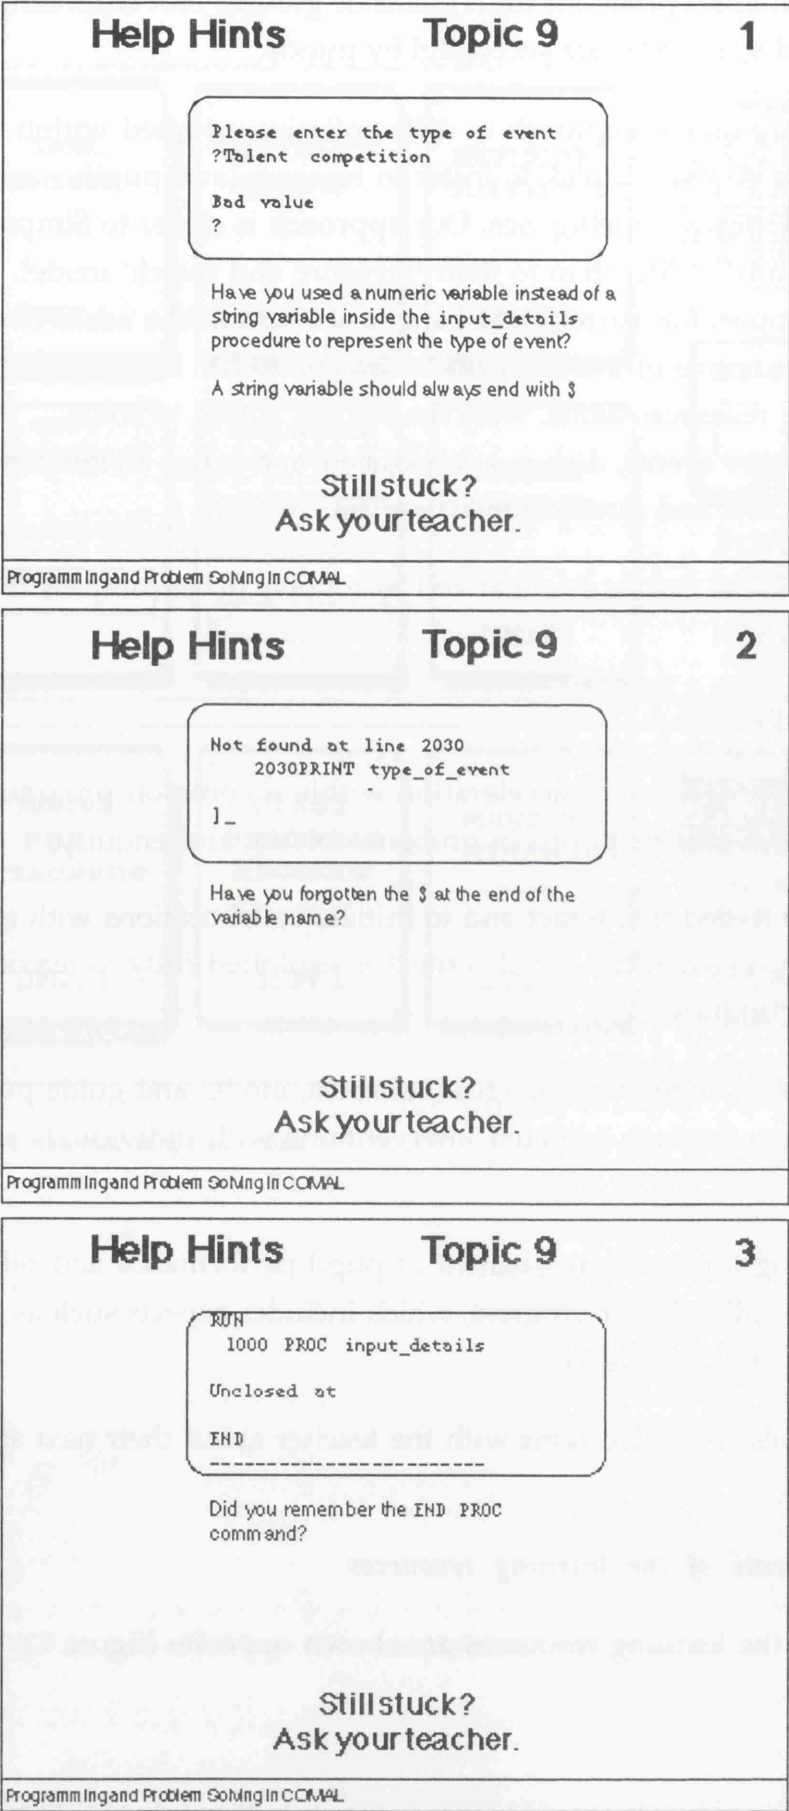 Help Hints Topic 9 1
Please enter the type of event
?Talent competition
Bad value
?
Have you used a numeric variable instead of a
string variable inside the input_details
procedure to represent the type of event?
A string variable should always end with $
Still stuck?
Ask your teacher.
Programming and Problem Solving in COMAL
Help Hints Topic 9 2
Not found at line 2030
2030PRINT type_of_event
-
]_
Have you forgotten the $ at the end of the
variable name?
Still stuck?
Ask your teacher.
Programming and Problem Solving in COMAL
Help Hints Topic 9 3
RUN
1000 PROC input_details
Unclosed at
END
-------------------------
Did you remember the END PROC
command?
Still stuck?
Ask your teacher.
Programming and Problem Solving in COMAL